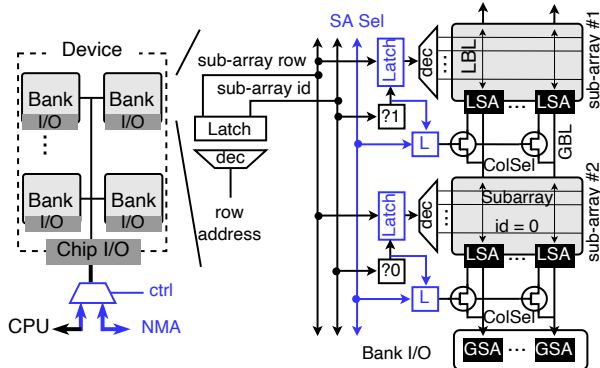 Device
Bank
I/O
Bank
I/O
...
Bank
I/O
Bank
I/O
Chip I/O
ctrl
CPU
NMA
SA Sel
sub-array row
sub-array id
Latch
dec
row
address
Latch
dec
...
LBL
?1
L
LSA
...
LSA
ColSel
GBL
sub-array #1
Latch
dec
...
Subarray
id = 0
?0
L
LSA
...
LSA
ColSel
sub-array #2
Bank I/O
GSA
...
GSA